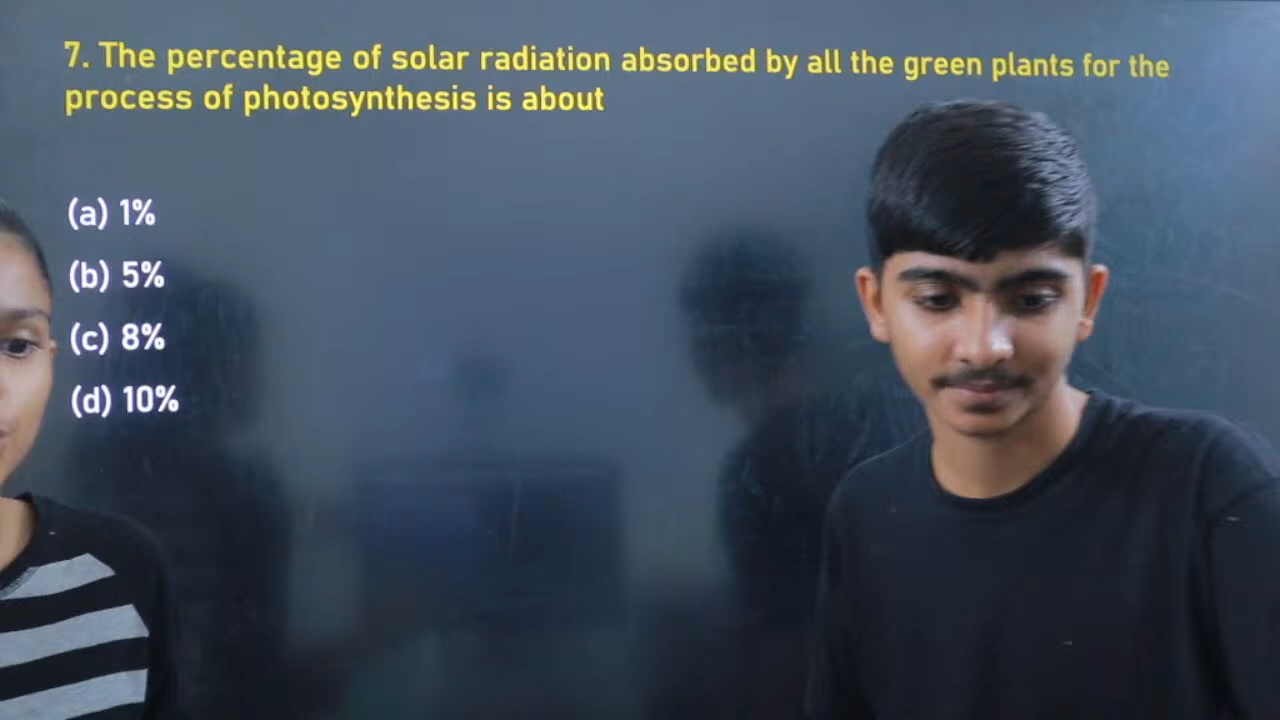 7. The percentage of solar radiation absorbed by all the green plants for the
process of photosynthesis is about
(a) 1%
(b) 5%
(c) 8%
(d) 10%